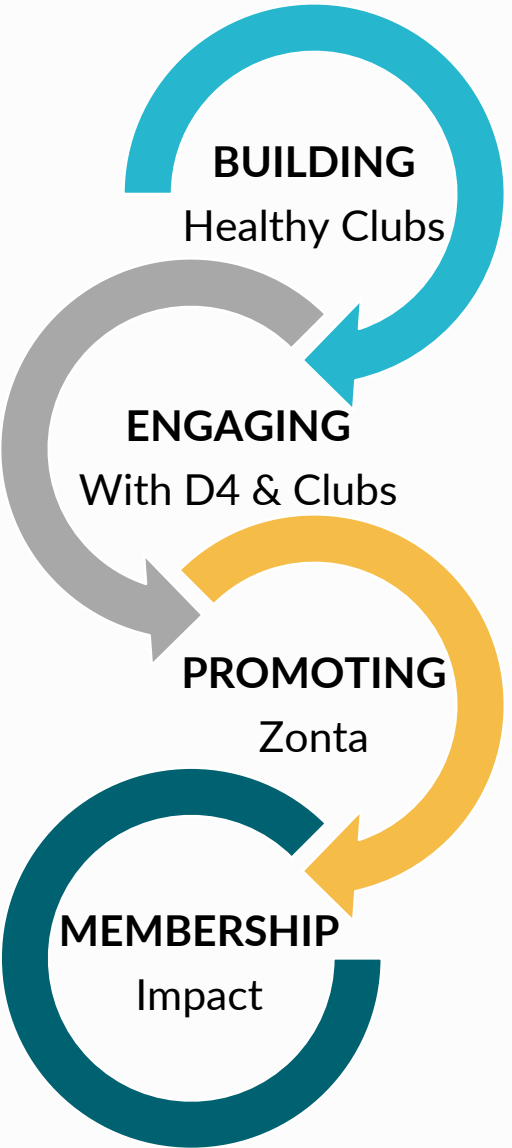 BUILDING
Healthy Clubs
ENGAGING
With D4 & Clubs
PROMOTING
Zonta
MEMBERSHIP
Impact